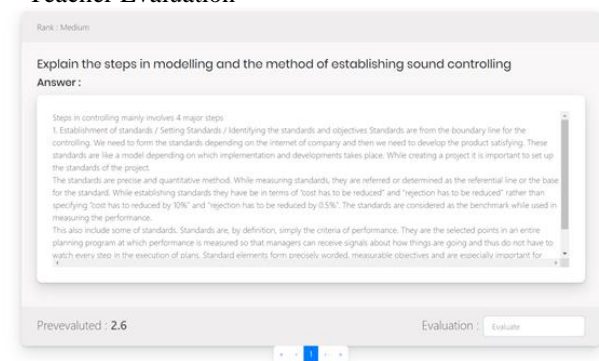 Teacher Evaluation
Rank : Medium
Explain the steps in modelling and the method of establishing sound controlling
Answer :
Steps in controlling mainly involves 4 major steps
1. Establishment of standards / Setting Standards / Identifying the standards and objectives Standards are from the boundary line for the
controlling. We need to form the standards depending on the internet of company and then we need to develop the product satisfying. These
standards are like a model depending on which implementation and developments takes place. While creating a project it is important to set up
the standards of the project.
The standards are precise and quantitative method. While measuring standards, they are referred or determined as the referential line or the base
for the standard. While establishing standards they have be in terms of "cost has to be reduced" and "rejection has to be reduced" rather than
specifying "cost has to reduced by 10%" and "rejection has to be reduced by 0.5%". The standards are considered as the benchmark while used in
measuring the performance.
This also include some of standards. Standards are, by definition, simply the criteria of performance. They are the selected points in an entire
planning program at which performance is measured so that managers can receive signals about how things are going and thus do not have to
watch every step in the execution of plans. Standard elements form precisely worded, measurable objectives and are especially important for
Prevevaluted : 2.6
Evaluation : Evaluate
« ‹ 1 › »